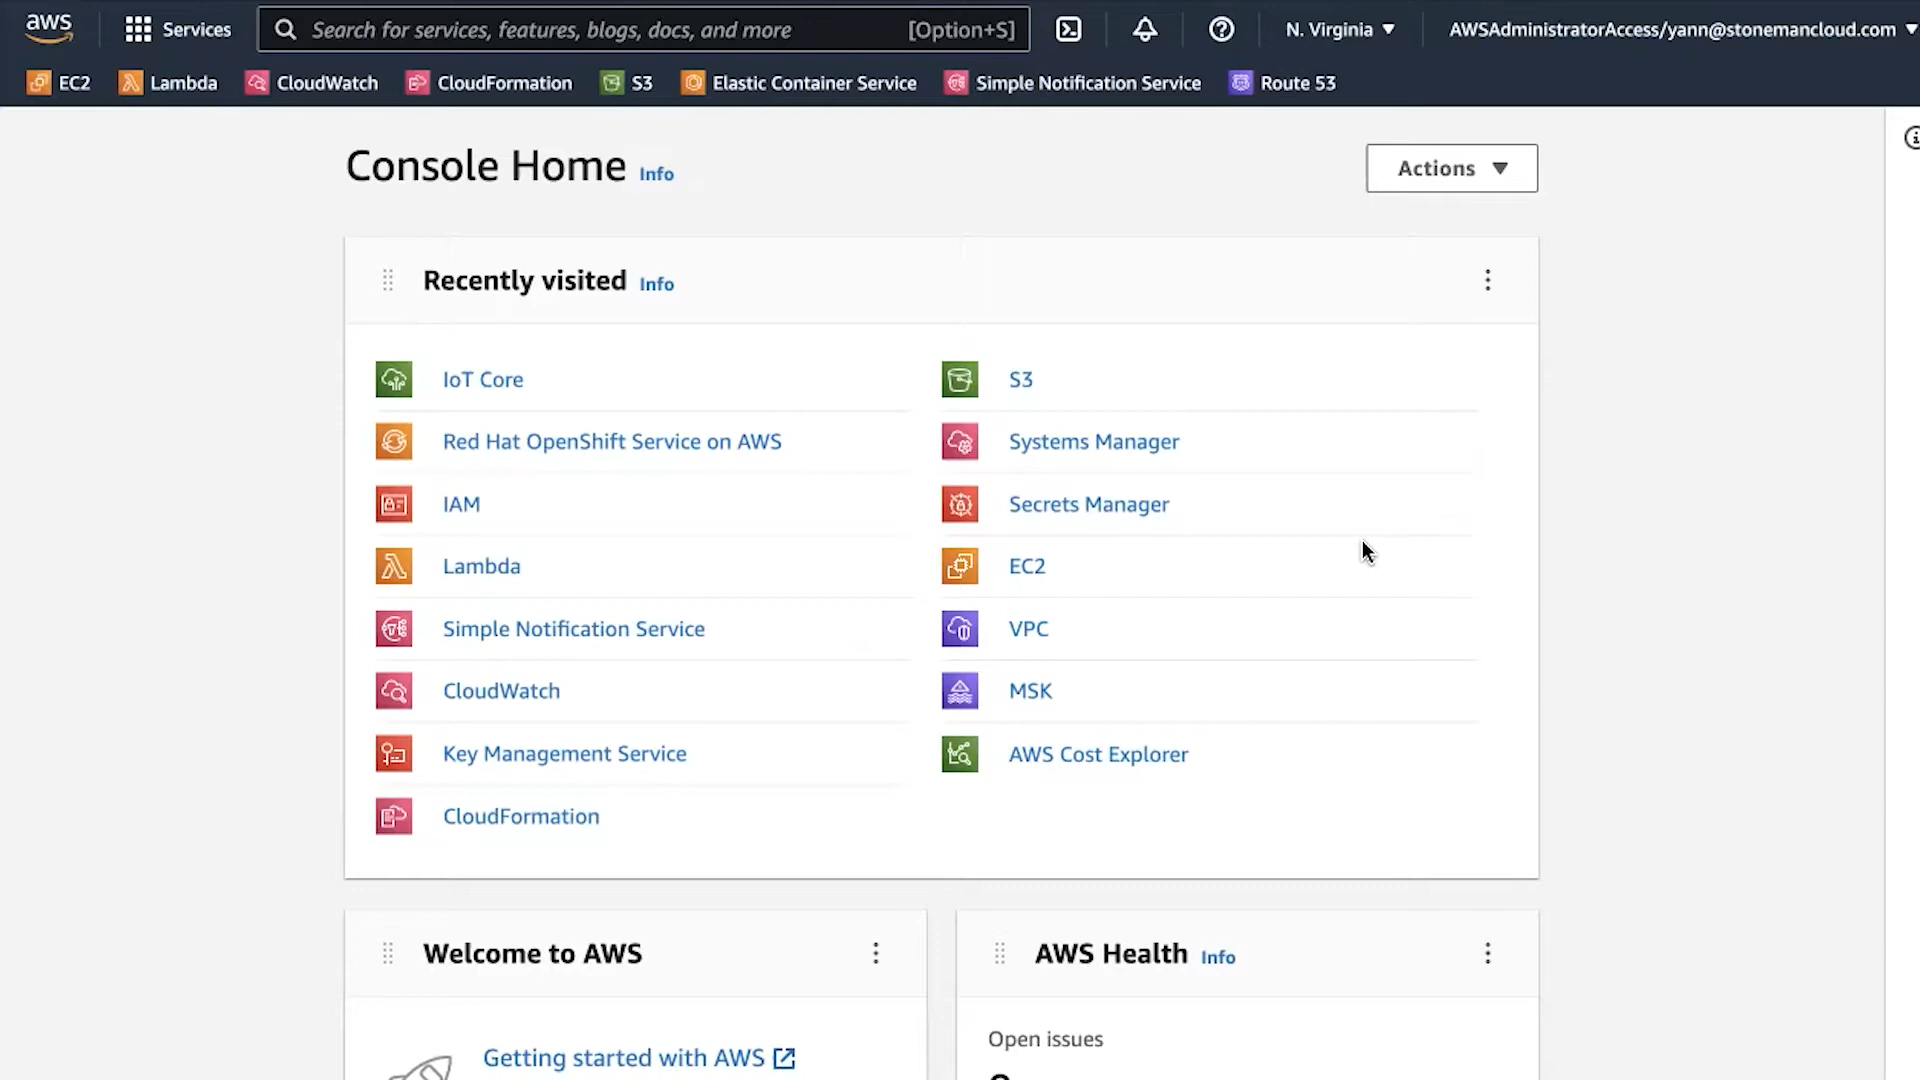 aws Services Search for services, features, blogs, docs, and more [Option+S] N. Virginia AWSAdministratorAccess/yann@stonemancloud.com
EC2 Lambda CloudWatch CloudFormation S3 Elastic Container Service Simple Notification Service Route 53
Console Home Info
Actions
Recently visited Info
IoT Core
Red Hat OpenShift Service on AWS
IAM
Lambda
Simple Notification Service
CloudWatch
Key Management Service
CloudFormation
S3
Systems Manager
Secrets Manager
EC2
VPC
MSK
AWS Cost Explorer
Welcome to AWS
Getting started with AWS
AWS Health Info
Open issues